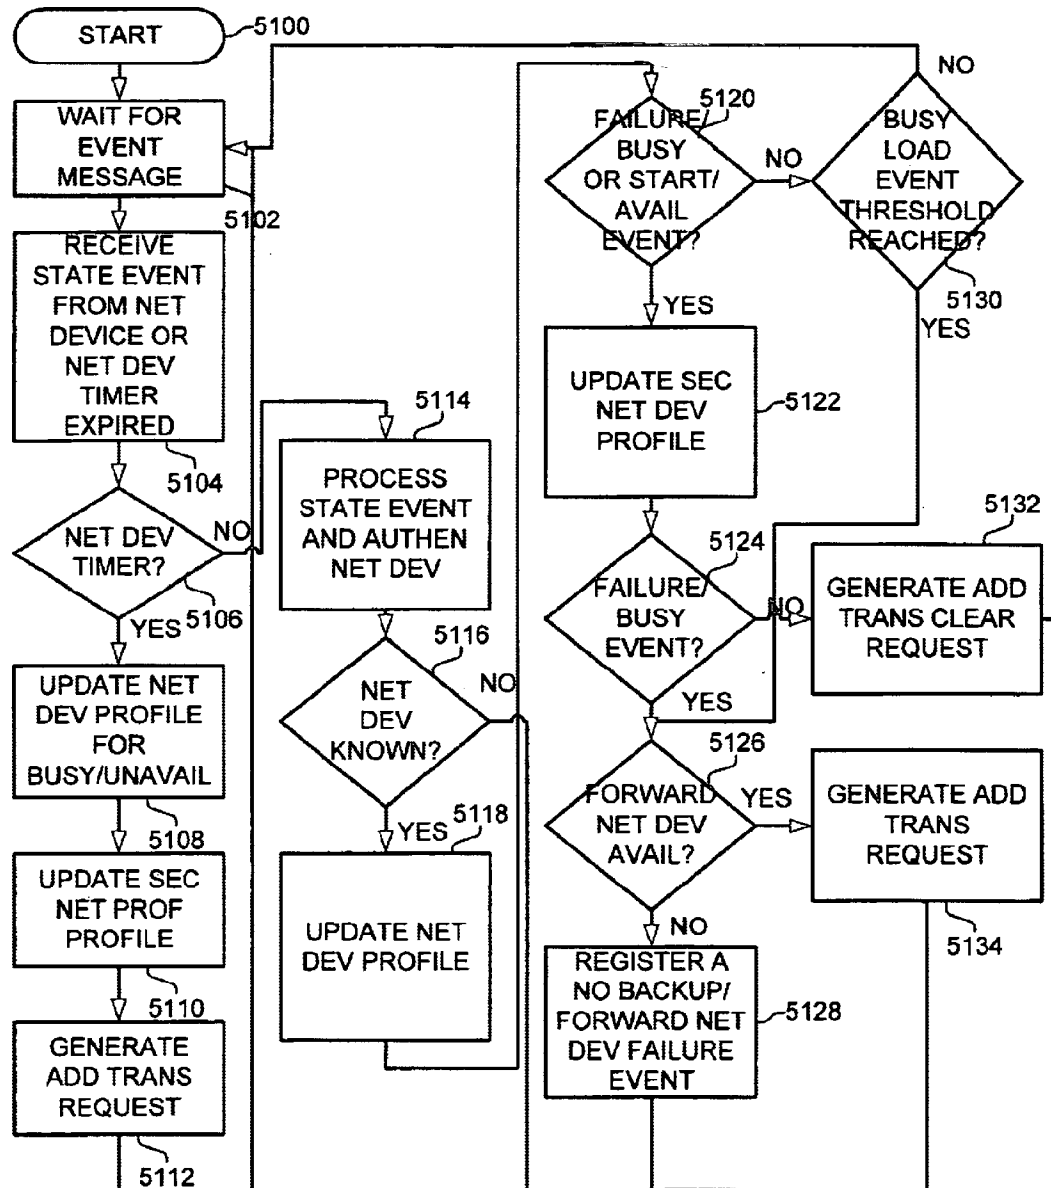 START
5100
WAIT FOR
EVENT
MESSAGE
5102
RECEIVE
STATE EVENT
FROM NET
DEVICE OR
NET DEV
TIMER
EXPIRED
5104
NET DEV
TIMER?
NO
5106
YES
UPDATE NET
DEV PROFILE
FOR
BUSY/UNAVAIL
5108
UPDATE SEC
NET PROF
PROFILE
5110
GENERATE
ADD TRANS
REQUEST
5112
5114
PROCESS
STATE EVENT
AND AUTHEN
NET DEV
5116
NET
DEV
KNOWN?
NO
YES
5118
UPDATE NET
DEV PROFILE
5120
FAILURE/
BUSY
OR START/
AVAIL
EVENT?
NO
YES
UPDATE SEC
NET DEV
PROFILE
5122
5124
FAILURE/
BUSY
EVENT?
NO
YES
5126
FORWARD
NET DEV
AVAIL?
YES
NO
REGISTER A
NO BACKUP/
FORWARD NET
DEV FAILURE
EVENT
5128
NO
BUSY
LOAD
EVENT
THRESHOLD
REACHED?
5130
YES
5132
GENERATE ADD
TRANS CLEAR
REQUEST
GENERATE ADD
TRANS
REQUEST
5134